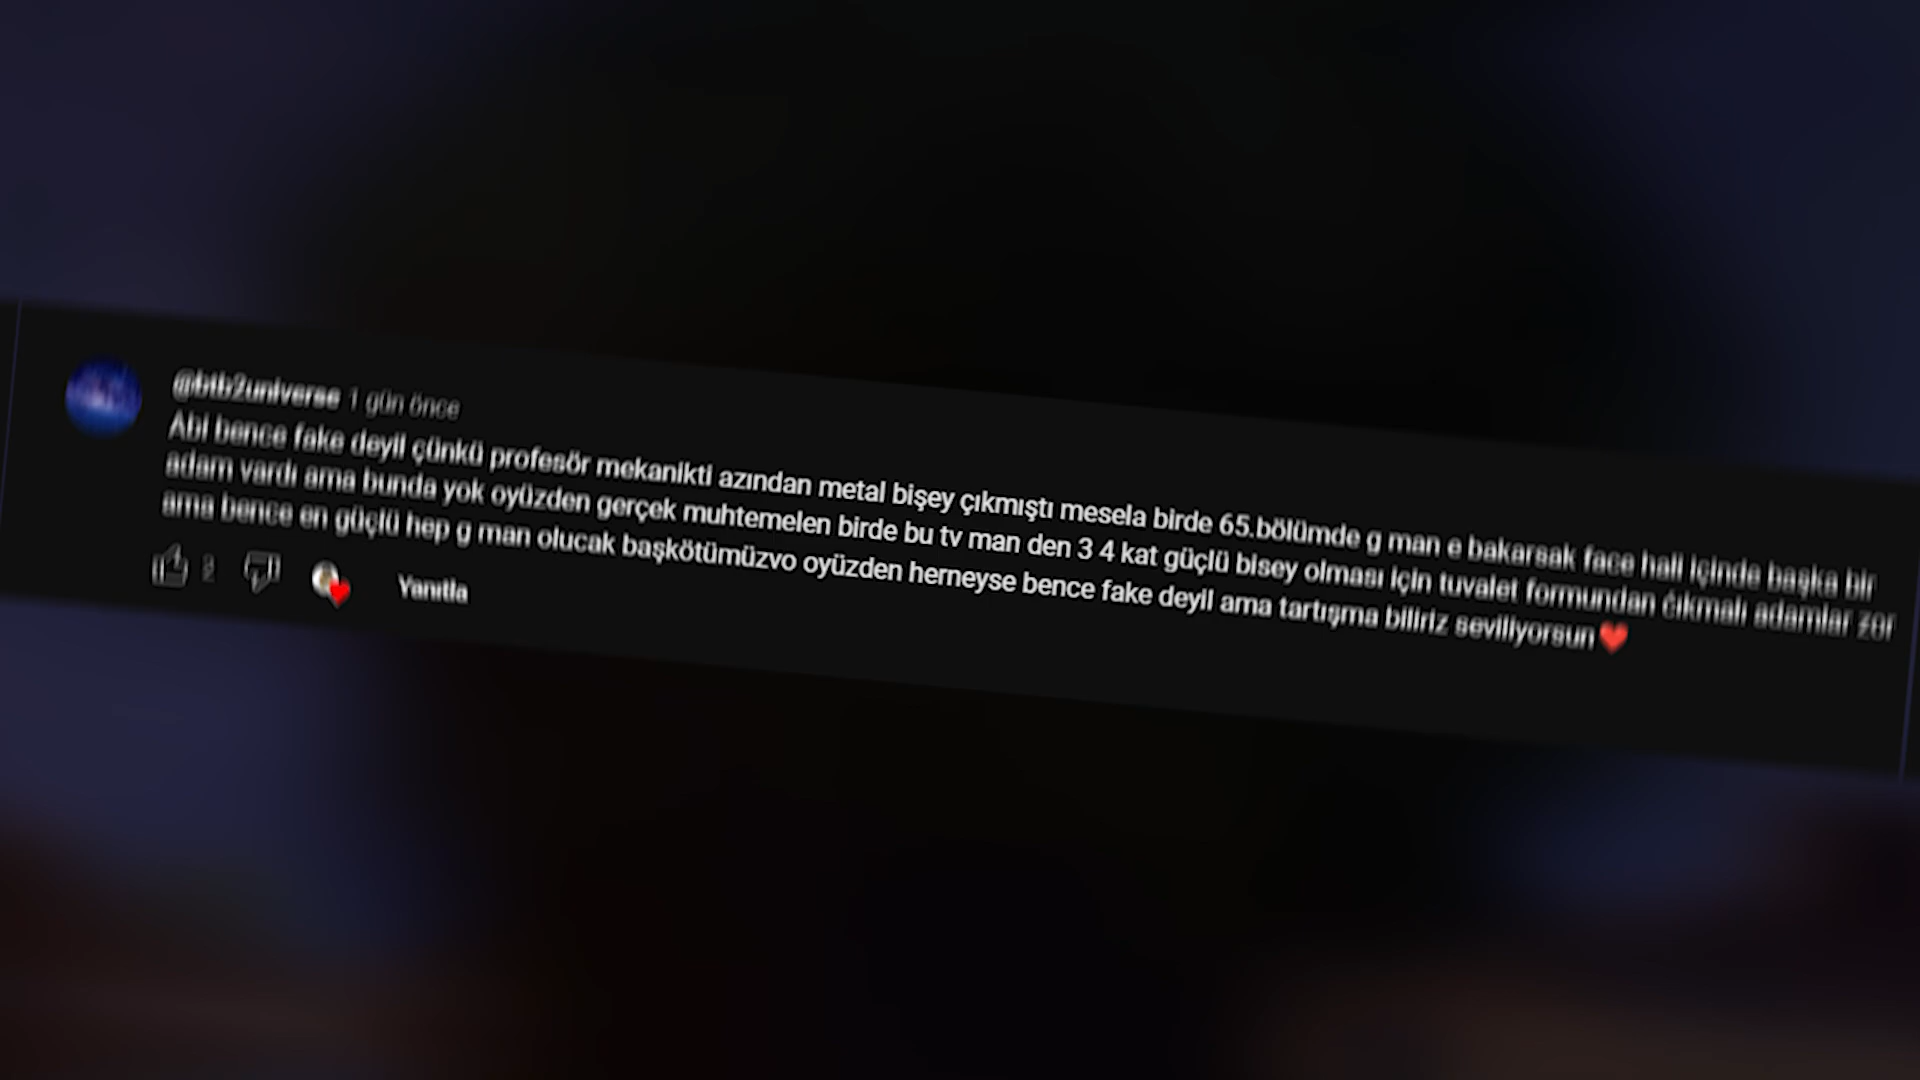 @btb2universe 1 gün önce
Abi bence fake deyil çünkü profesör mekanikti azından metal bişey çıkmıştı mesela birde 65.bölümde g man e bakarsak face hali içinde başka bir
adam vardı ama bunda yok oyüzden gerçek muhtemelen birde bu tv man den 3 4 kat güçlü bisey olması için tuvalet formundan çıkmalı adamlar zor
ama bence en güçlü hep g man olucak başkötümüzvo oyüzden herneyse bence fake deyil ama tartışma biliriz seviliyorsun❤️
2 Yanıtla